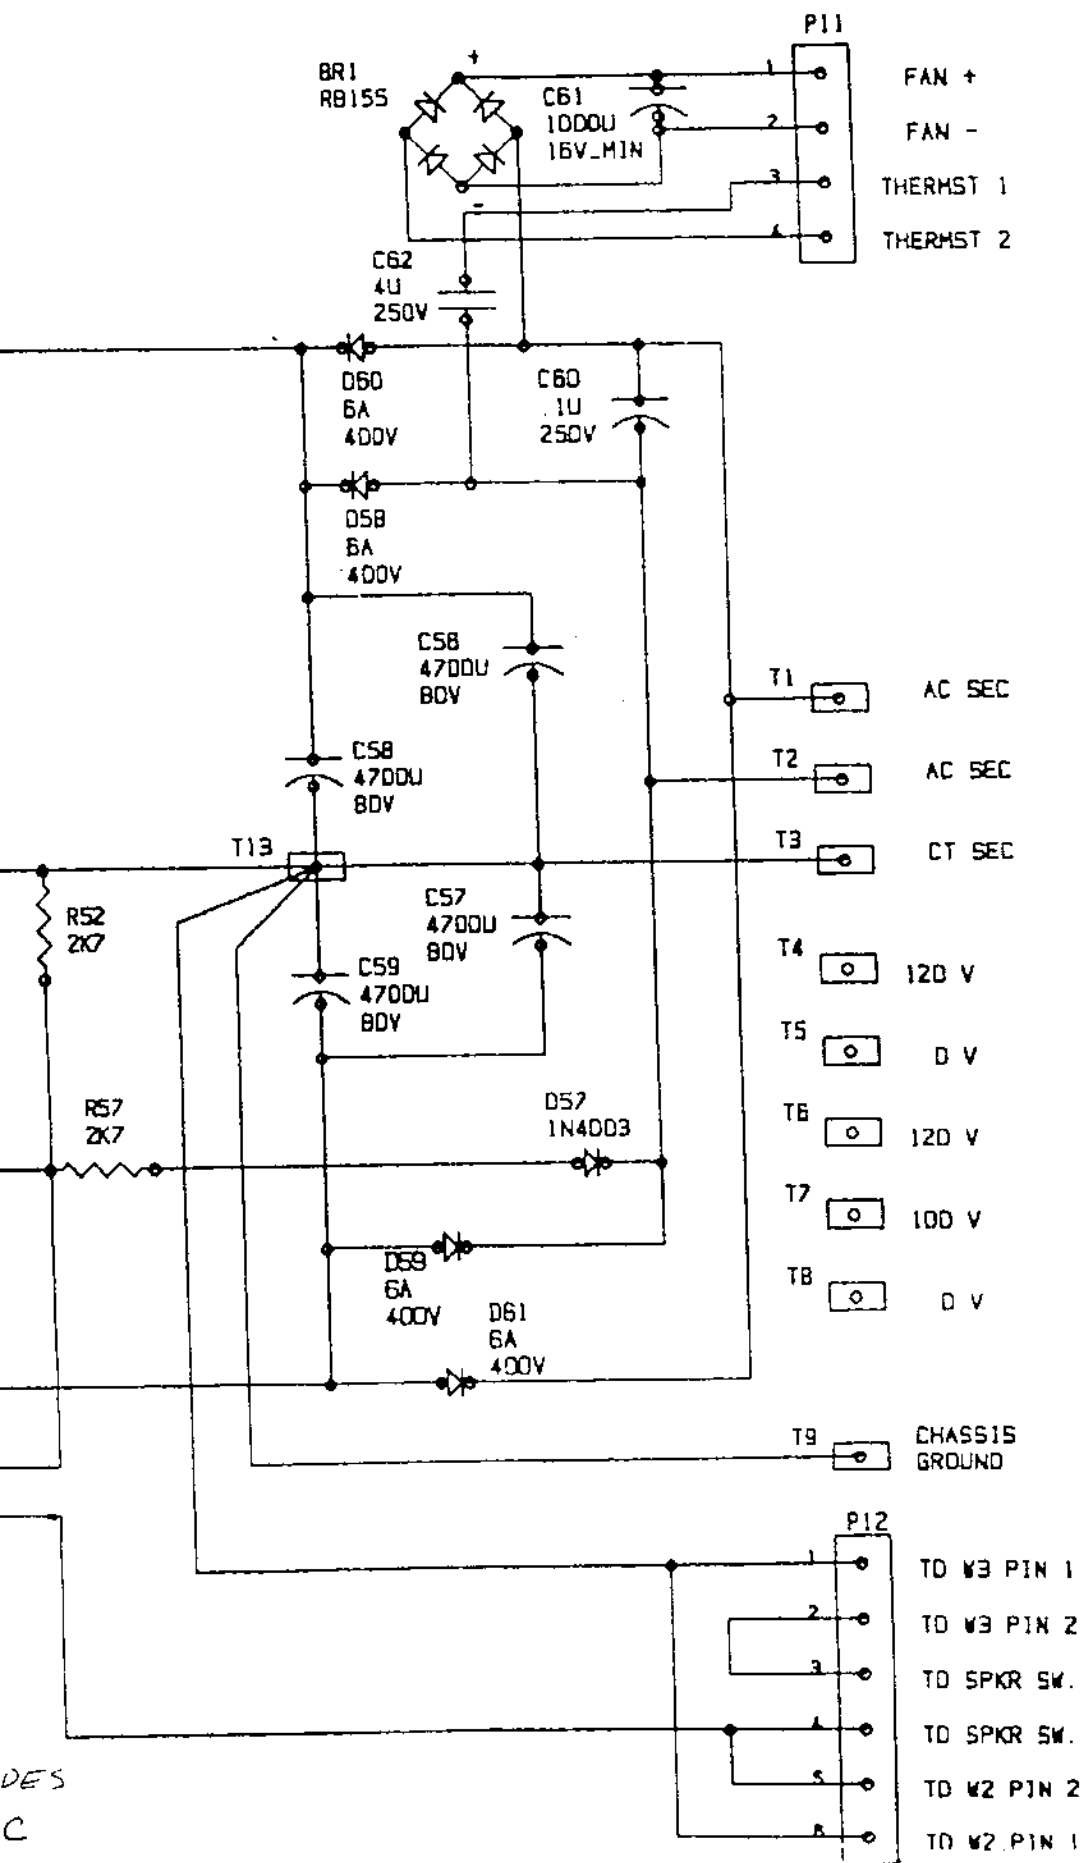 P11
+
BR1
RB155
C61
1000U
16V_MIN
1
FAN +
2
FAN -
3
THERMST 1
-
4
THERMST 2
C62
4U
250V
D60
6A
400V
C60
.1U
250V
D58
6A
400V
C58
4700U
80V
T1
AC SEC
C58
4700U
80V
T2
AC SEC
T13
T3
CT SEC
R52
2K7
C57
4700U
80V
C59
4700U
80V
T4
120 V
T5
0 V
R57
2K7
D57
1N4003
T6
120 V
T7
100 V
D59
6A
400V
T8
0 V
D61
6A
400V
T9
CHASSIS
GROUND
P12
1
TO W3 PIN 1
2
TO W3 PIN 2
3
TO SPKR SW.
4
TO SPKR SW.
5
TO W2 PIN 2
6
TO W2 PIN 1
DES
C